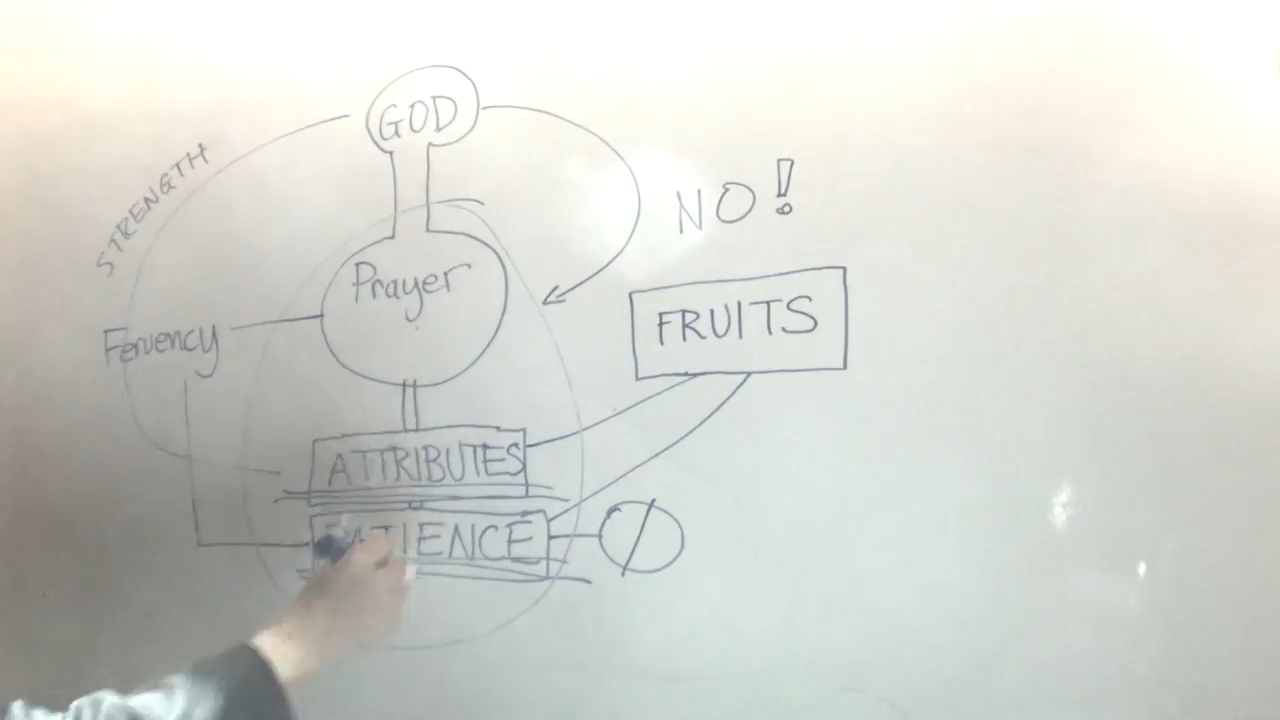 GOD
STRENGTH
NO!
Prayer
FRUITS
Fervency
ATTRIBUTES
PATIENCE